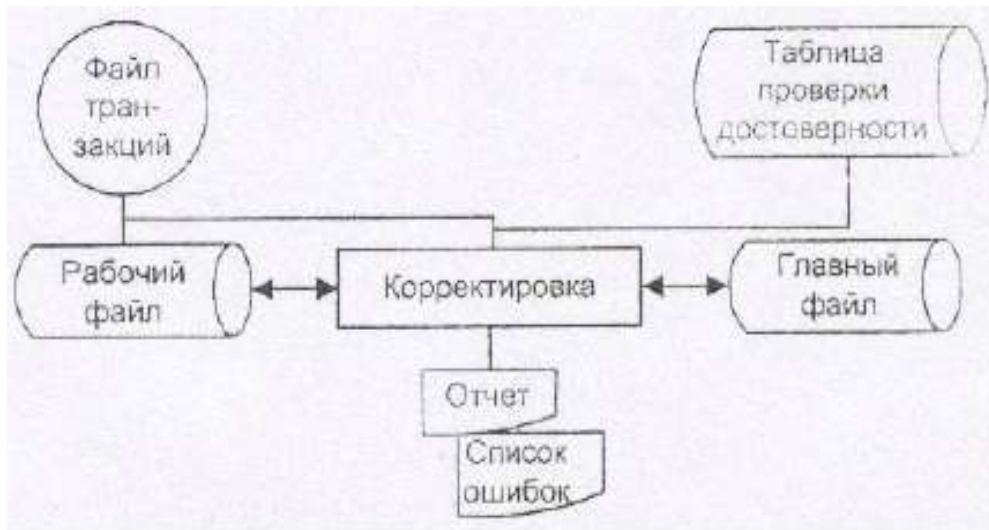 Файл
тран-
закций
Таблица
проверки
достоверности
Рабочий
файл
Корректировка
Главный
файл
Отчет
Список
ошибок